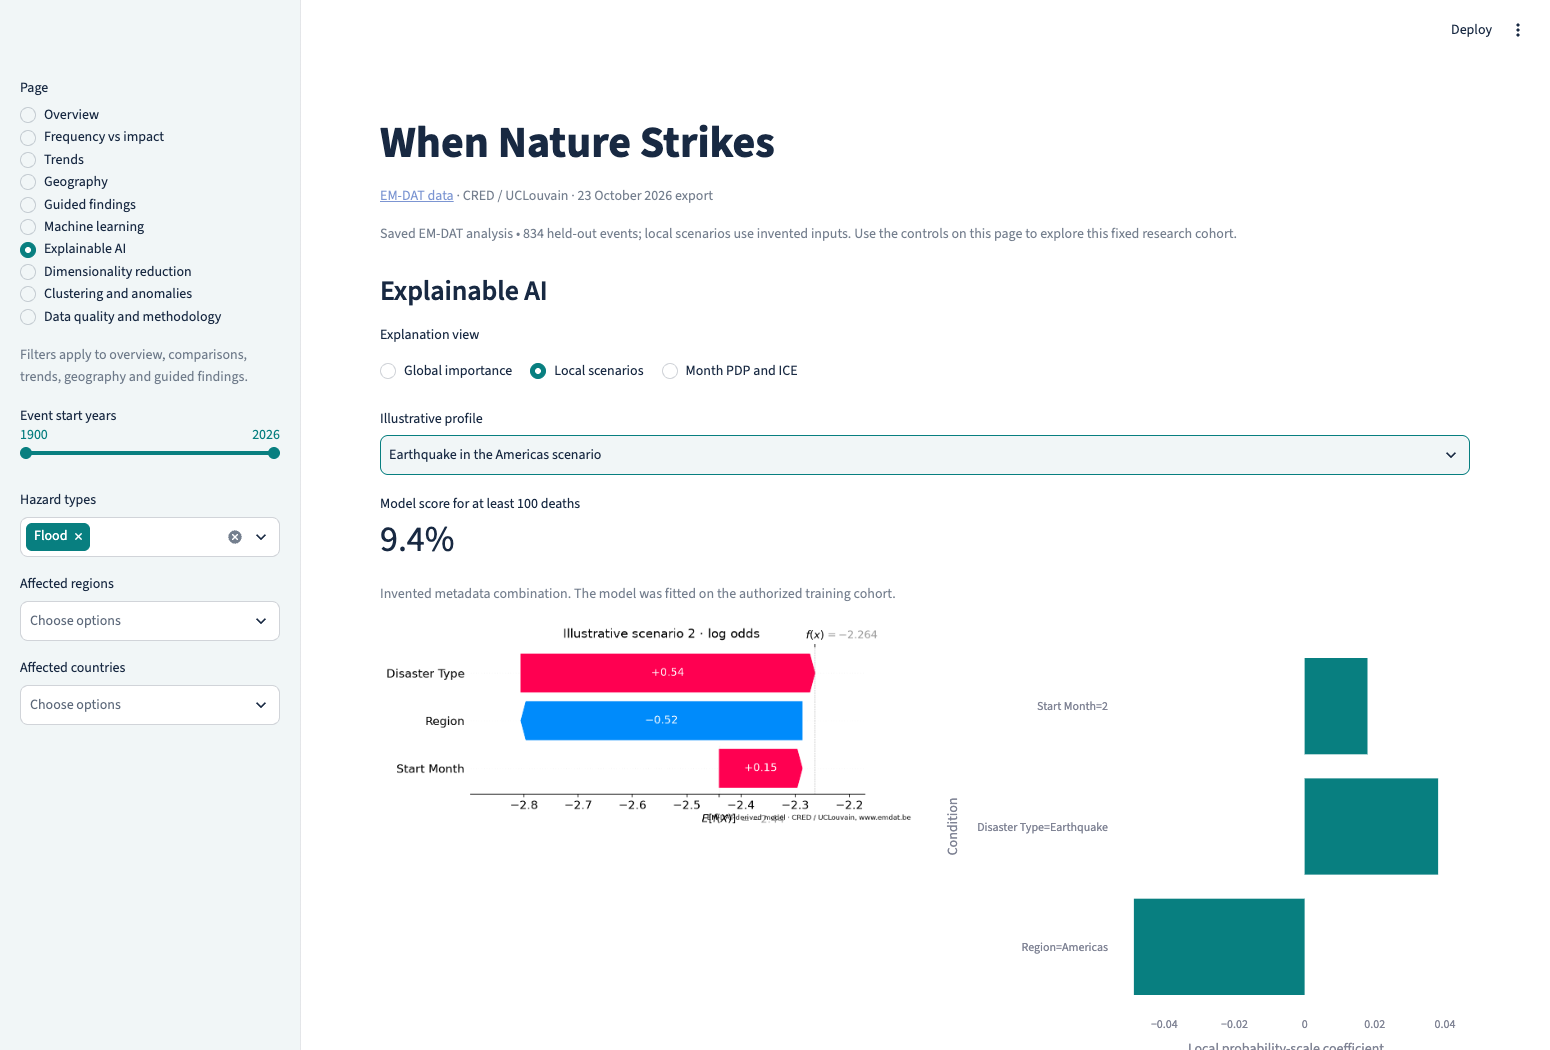 Deploy
Page
Overview
Frequency vs impact
Trends
Geography
Guided findings
Machine learning
Explainable AI
Dimensionality reduction
Clustering and anomalies
Data quality and methodology
Filters apply to overview, comparisons,
trends, geography and guided findings.
Event start years
1900 2026
Hazard types
Flood ×
Affected regions
Choose options
Affected countries
Choose options
When Nature Strikes
EM-DAT data · CRED / UCLouvain · 23 October 2026 export
Saved EM-DAT analysis • 834 held-out events; local scenarios use invented inputs. Use the controls on this page to explore this fixed research cohort.
Explainable AI
Explanation view
Global importance Local scenarios Month PDP and ICE
Illustrative profile
Earthquake in the Americas scenario
Model score for at least 100 deaths
9.4%
Invented metadata combination. The model was fitted on the authorized training cohort.
Illustrative scenario 2 · log odds
f(x) = −2.264
Disaster Type +0.54
Region −0.52
Start Month +0.15
−2.8 −2.7 −2.6 −2.5 −2.4 −2.3 −2.2
E[f(X)]
model · CRED / UCLouvain, www.emdat.be
Condition
Start Month=2
Disaster Type=Earthquake
Region=Americas
−0.04 −0.02 0 0.02 0.04
Local probability-scale coefficient